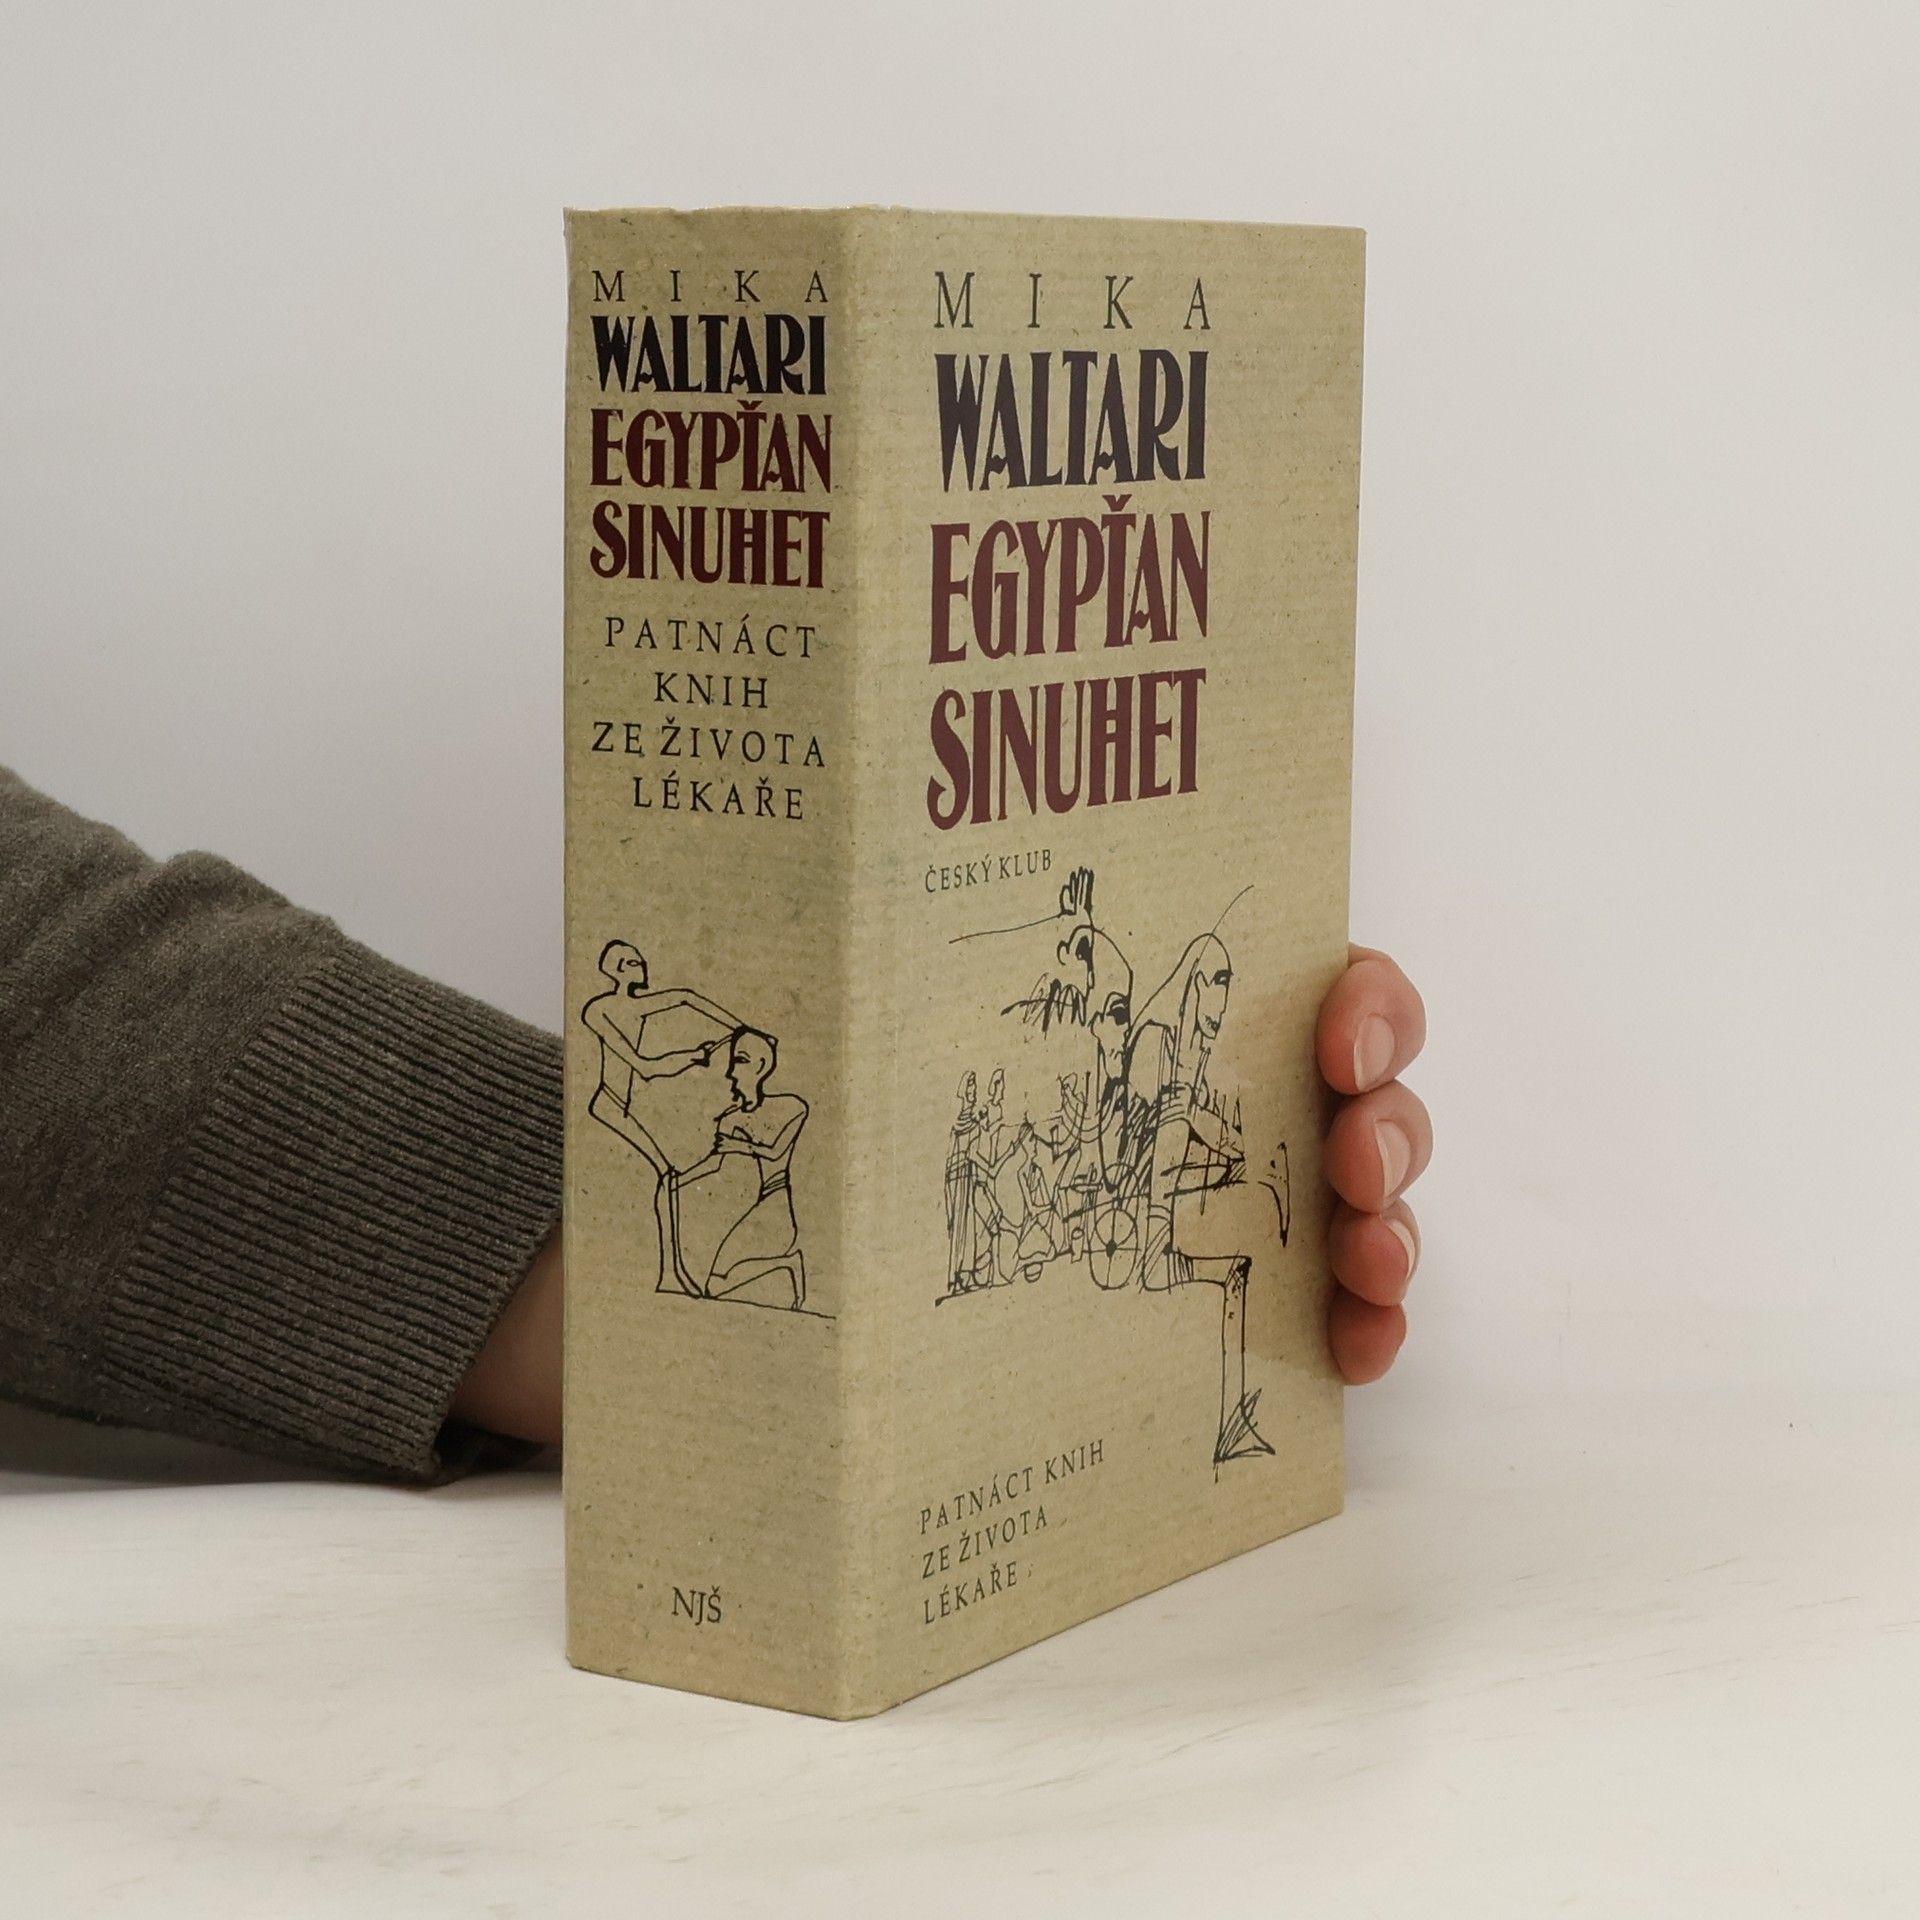 MIKA
WALTARI
EGYPŤAN
SINUHET
PATNÁCT
KNIH
ZE ŽIVOTA
LÉKAŘE
NJŠ
MIKA
WALTARI
EGYPŤAN
SINUHET
ČESKÝ KLUB
PATNÁCT KNIH
ZE ŽIVOTA
LÉKAŘE